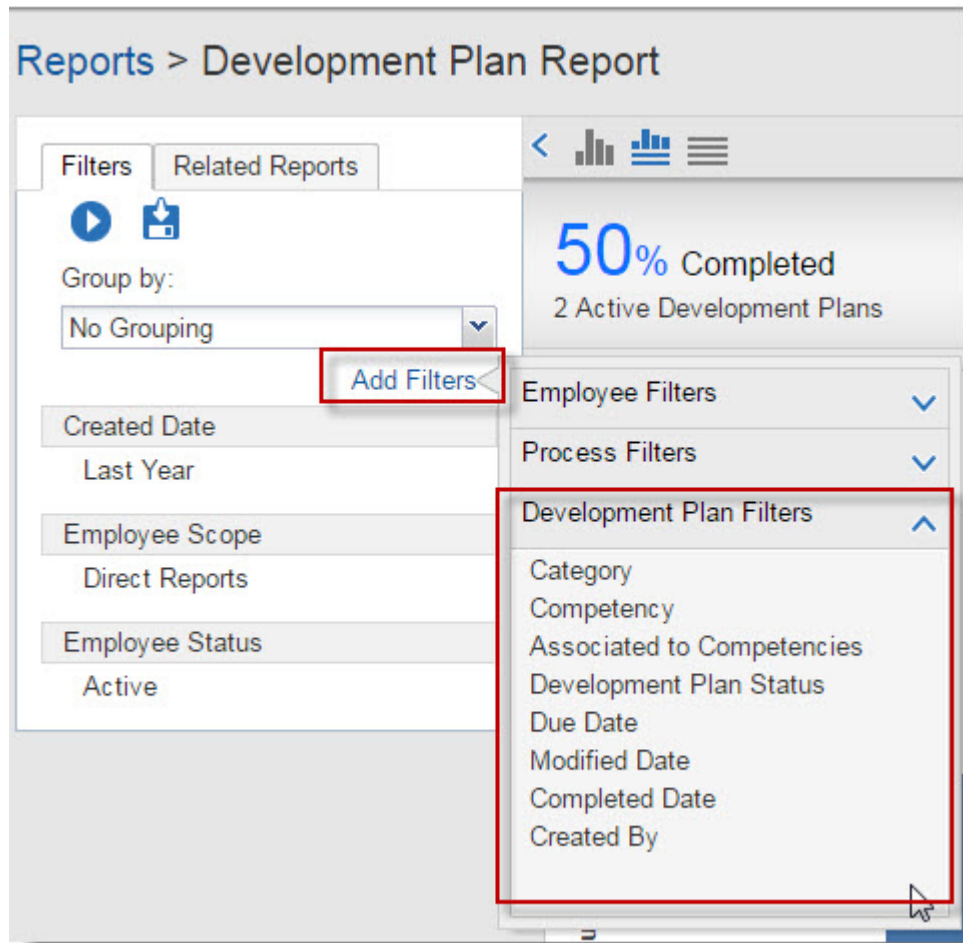 Reports > Development Plan Report
Filters
Related Reports
Group by:
No Grouping
Add Filters
Created Date
Last Year
Employee Scope
Direct Reports
Employee Status
Active
50% Completed
2 Active Development Plans
Employee Filters
Process Filters
Development Plan Filters
Category
Competency
Associated to Competencies
Development Plan Status
Due Date
Modified Date
Completed Date
Created By